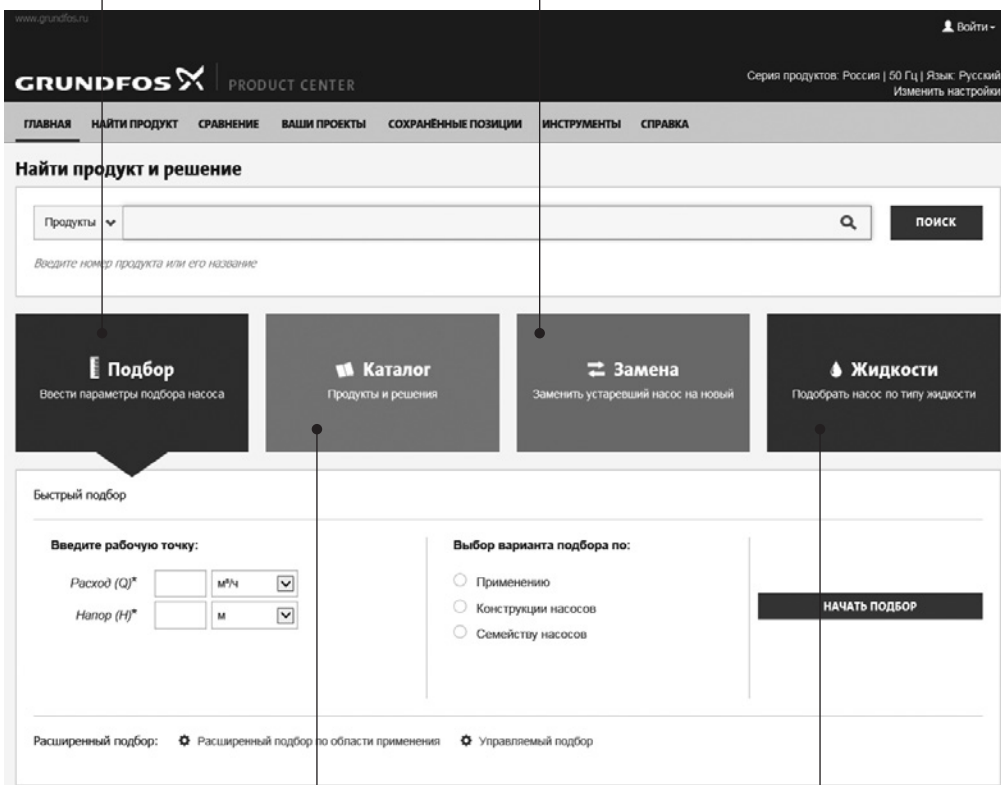 www.grundfos.ru
Войти
GRUNDFOS PRODUCT CENTER
Серия продуктов: Россия | 50 Гц | Язык: Русский
Изменить настройки
ГЛАВНАЯ НАЙТИ ПРОДУКТ СРАВНЕНИЕ ВАШИ ПРОЕКТЫ СОХРАНЁННЫЕ ПОЗИЦИИ ИНСТРУМЕНТЫ СПРАВКА
Найти продукт и решение
Продукты
ПОИСК
Введите номер продукта или его название
Подбор
Ввести параметры подбора насоса
Каталог
Продукты и решения
Замена
Заменить устаревший насос на новый
Жидкости
Подобрать насос по типу жидкости
Быстрый подбор
Введите рабочую точку:
Расход (Q)* м³/ч
Напор (H)* м
Выбор варианта подбора по:
Применению
Конструкции насосов
Семейству насосов
НАЧАТЬ ПОДБОР
Расширенный подбор: Расширенный подбор по области применения Управляемый подбор